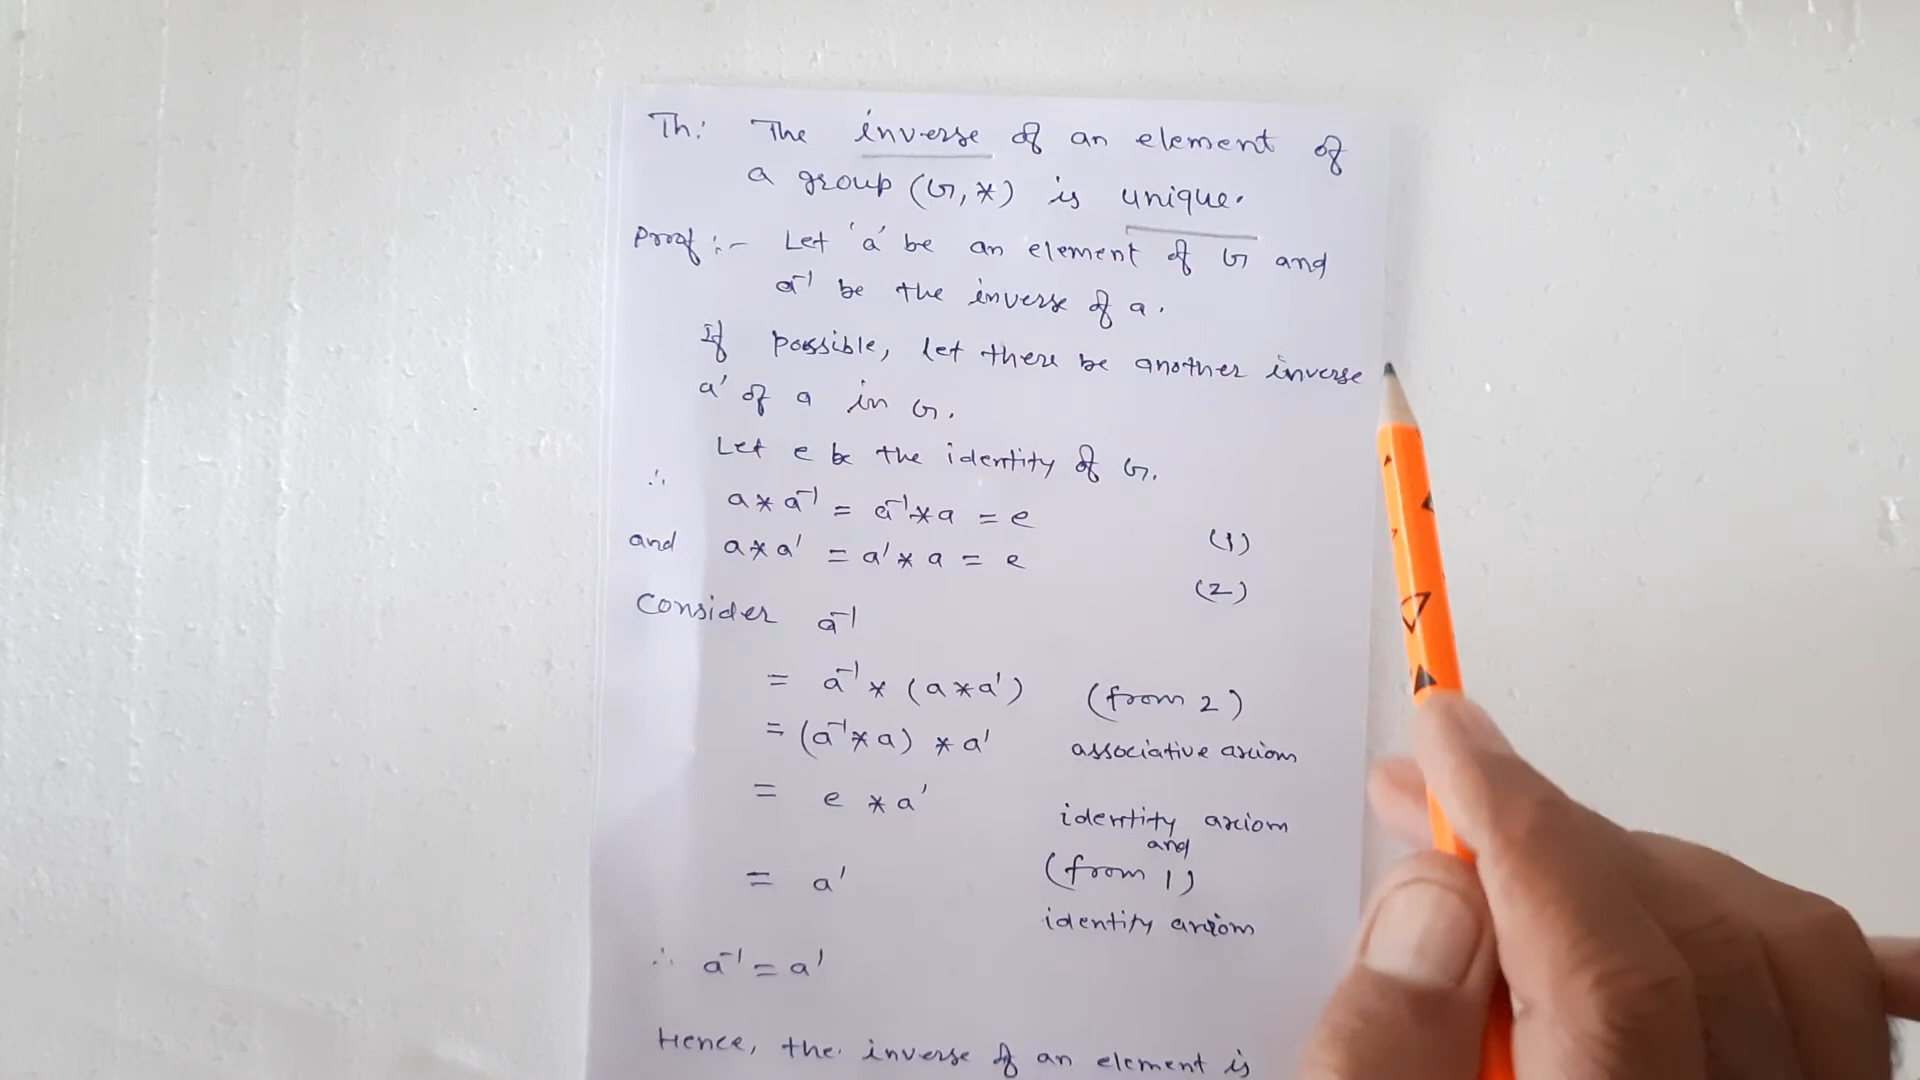 Th: The inverse of an element of
a group (G, *) is unique.
Proof :- Let 'a' be an element of G and
a⁻¹ be the inverse of a.
If possible, let there be another inverse
a' of a in G.
Let e be the identity of G.
∴ a * a⁻¹ = a⁻¹ * a = e (1)
and a * a' = a' * a = e (2)
Consider a⁻¹
= a⁻¹ * (a * a') (from 2)
= (a⁻¹ * a) * a' associative axiom
= e * a' identity axiom
and
(from 1)
= a' identity axiom
∴ a⁻¹ = a'
Hence, the inverse of an element is